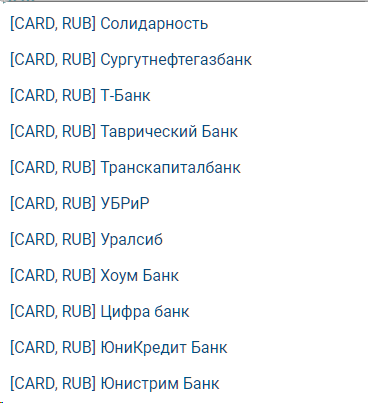 [CARD, RUB] Солидарность
[CARD, RUB] Сургутнефтегазбанк
[CARD, RUB] Т-Банк
[CARD, RUB] Таврический Банк
[CARD, RUB] Транскапиталбанк
[CARD, RUB] УБРиР
[CARD, RUB] Уралсиб
[CARD, RUB] Хоум Банк
[CARD, RUB] Цифра банк
[CARD, RUB] ЮниКредит Банк
[CARD, RUB] Юнистрим Банк